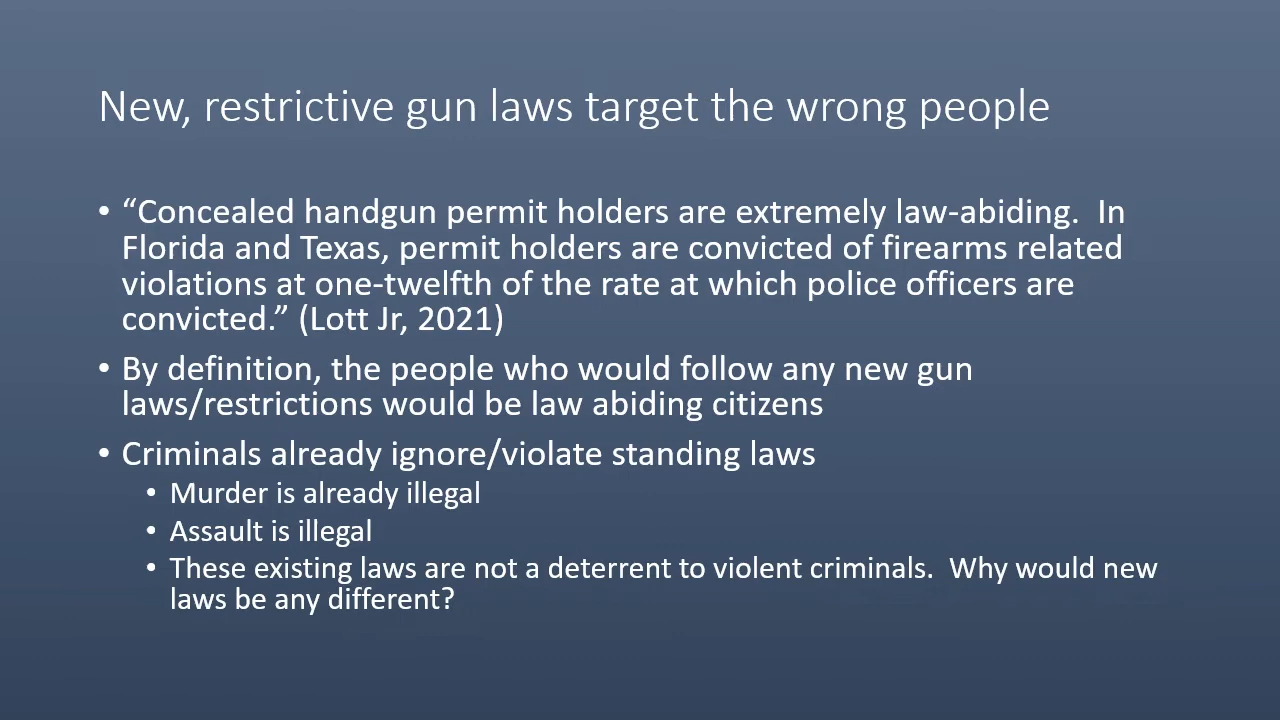 New, restrictive gun laws target the wrong people
• “Concealed handgun permit holders are extremely law-abiding.  In
Florida and Texas, permit holders are convicted of firearms related
violations at one-twelfth of the rate at which police officers are
convicted.” (Lott Jr, 2021)
• By definition, the people who would follow any new gun
laws/restrictions would be law abiding citizens
• Criminals already ignore/violate standing laws
• Murder is already illegal
• Assault is illegal
• These existing laws are not a deterrent to violent criminals.  Why would new
laws be any different?